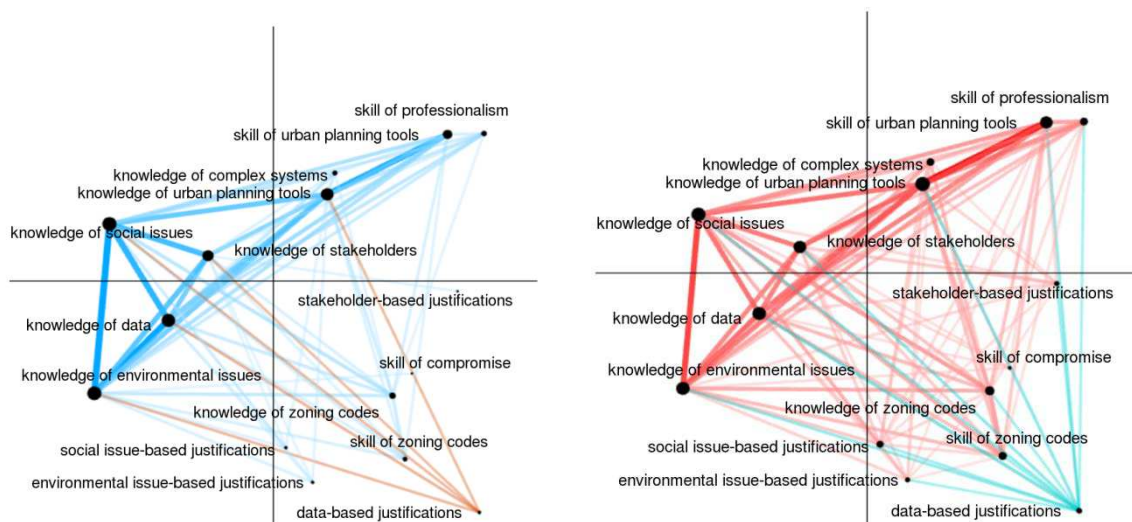 skill of professionalism
skill of urban planning tools
knowledge of complex systems
knowledge of urban planning tools
knowledge of social issues
knowledge of stakeholders
stakeholder-based justifications
knowledge of data
skill of compromise
knowledge of environmental issues
knowledge of zoning codes
skill of zoning codes
social issue-based justifications
environmental issue-based justifications
data-based justifications
skill of professionalism
skill of urban planning tools
knowledge of complex systems
knowledge of urban planning tools
knowledge of social issues
knowledge of stakeholders
stakeholder-based justifications
knowledge of data
skill of compromise
knowledge of environmental issues
knowledge of zoning codes
skill of zoning codes
social issue-based justifications
environmental issue-based justifications
data-based justifications